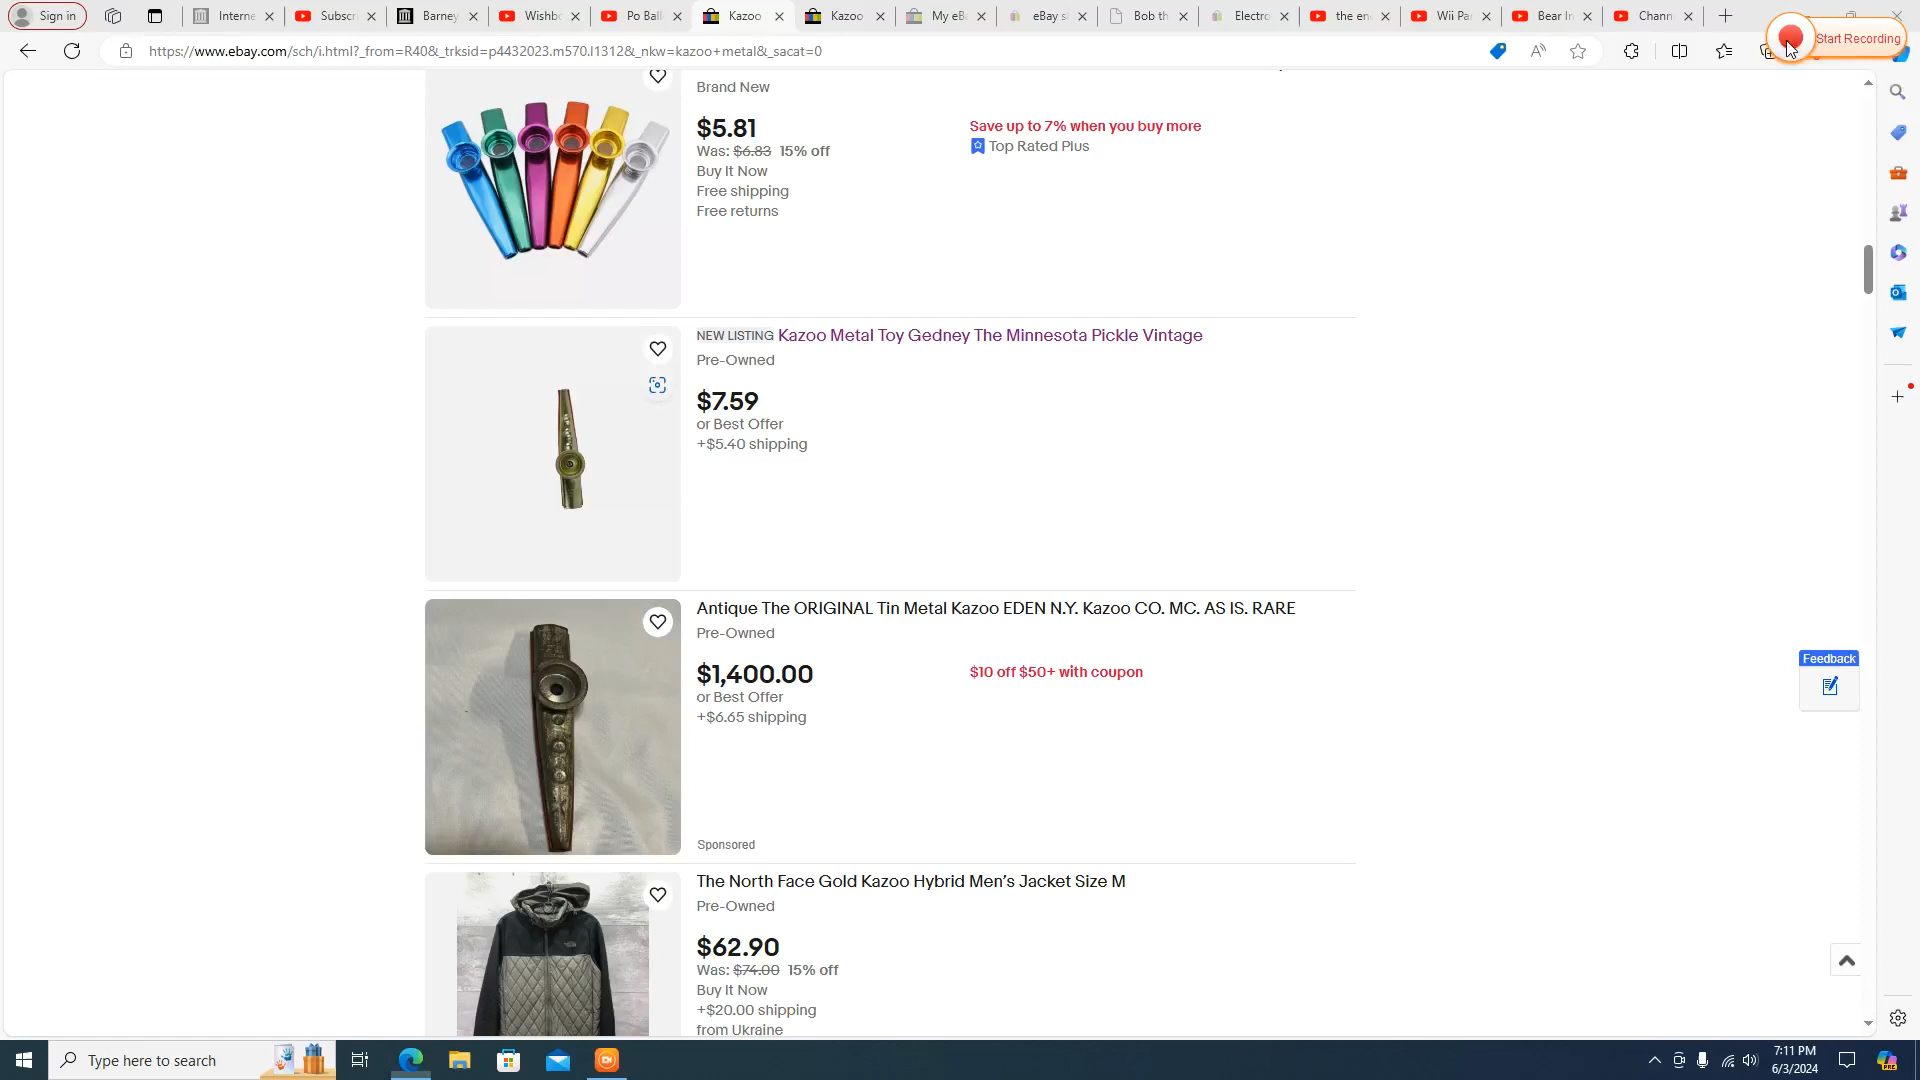 Sign in
Interne
Subscri
Barney
Wishbo
Po Ball
Kazoo
Kazoo
My eBa
eBay s
Bob th
Electro
the en
Wii Par
Bear In
Chann
https://www.ebay.com/sch/i.html?_from=R40&_trksid=p4432023.m570.l1312&_nkw=kazoo+metal&_sacat=0
Start Recording
Brand New
$5.81
Was: $6.83 15% off
Buy It Now
Free shipping
Free returns
Save up to 7% when you buy more
Top Rated Plus
NEW LISTING Kazoo Metal Toy Gedney The Minnesota Pickle Vintage
Pre-Owned
$7.59
or Best Offer
+$5.40 shipping
Antique The ORIGINAL Tin Metal Kazoo EDEN N.Y. Kazoo CO. MC. AS IS. RARE
Pre-Owned
$1,400.00
or Best Offer
+$6.65 shipping
$10 off $50+ with coupon
Sponsored
Feedback
The North Face Gold Kazoo Hybrid Men's Jacket Size M
Pre-Owned
$62.90
Was: $74.00 15% off
Buy It Now
+$20.00 shipping
from Ukraine
Type here to search
7:11 PM
6/3/2024